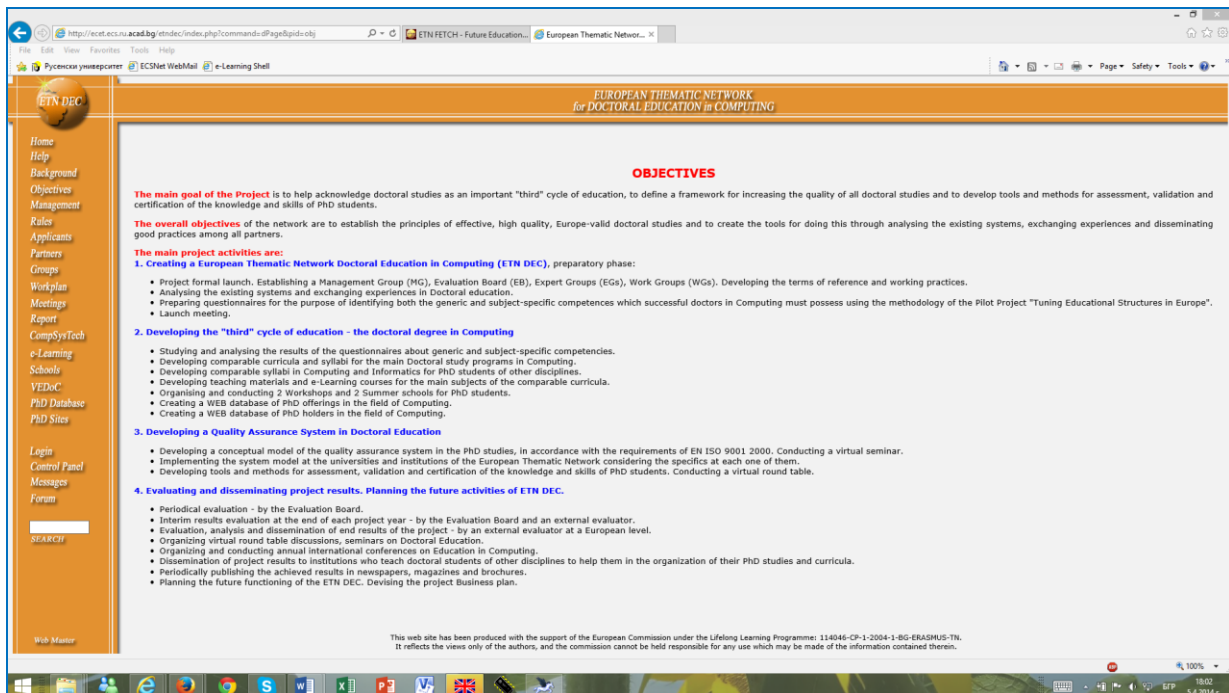 http://ecet.ecs.ru.acad.bg/etndec/index.php?command=dPage&pid=obj
ETN FETCH - Future Education...
European Thematic Networ...
File Edit View Favorites Tools Help
Русенски университет ECSNet WebMail e-Learning Shell
Page Safety Tools
ETN DEC
EUROPEAN THEMATIC NETWORK
for DOCTORAL EDUCATION in COMPUTING
Home
Help
Background
Objectives
Management
Rules
Applicants
Partners
Groups
Workplan
Meetings
Report
CompSysTech
e-Learning
Schools
VEDoC
PhD Database
PhD Sites
Login
Control Panel
Messages
Forum
SEARCH
Web Master
OBJECTIVES
The main goal of the Project is to help acknowledge doctoral studies as an important "third" cycle of education, to define a framework for increasing the quality of all doctoral studies and to develop tools and methods for assessment, validation and
certification of the knowledge and skills of PhD students.
The overall objectives of the network are to establish the principles of effective, high quality, Europe-valid doctoral studies and to create the tools for doing this through analysing the existing systems, exchanging experiences and disseminating
good practices among all partners.
The main project activities are:
1. Creating a European Thematic Network Doctoral Education in Computing (ETN DEC), preparatory phase:
• Project formal launch. Establishing a Management Group (MG), Evaluation Board (EB), Expert Groups (EGs), Work Groups (WGs). Developing the terms of reference and working practices.
• Analysing the existing systems and exchanging experiences in Doctoral education.
• Preparing questionnaires for the purpose of identifying both the generic and subject-specific competences which successful doctors in Computing must possess using the methodology of the Pilot Project "Tuning Educational Structures in Europe".
• Launch meeting.
2. Developing the "third" cycle of education - the doctoral degree in Computing
• Studying and analysing the results of the questionnaires about generic and subject-specific competencies.
• Developing comparable curricula and syllabi for the main Doctoral study programs in Computing.
• Developing comparable syllabi in Computing and Informatics for PhD students of other disciplines.
• Developing teaching materials and e-Learning courses for the main subjects of the comparable curricula.
• Organising and conducting 2 Workshops and 2 Summer schools for PhD students.
• Creating a WEB database of PhD offerings in the field of Computing.
• Creating a WEB database of PhD holders in the field of Computing.
3. Developing a Quality Assurance System in Doctoral Education
• Developing a conceptual model of the quality assurance system in the PhD studies, in accordance with the requirements of EN ISO 9001 2000. Conducting a virtual seminar.
• Implementing the system model at the universities and institutions of the European Thematic Network considering the specifics at each one of them.
• Developing tools and methods for assessment, validation and certification of the knowledge and skills of PhD students. Conducting a virtual round table.
4. Evaluating and disseminating project results. Planning the future activities of ETN DEC.
• Periodical evaluation - by the Evaluation Board.
• Interim results evaluation at the end of each project year - by the Evaluation Board and an external evaluator.
• Evaluation, analysis and dissemination of end results of the project - by an external evaluator at a European level.
• Organizing virtual round table discussions, seminars on Doctoral Education.
• Organizing and conducting annual international conferences on Education in Computing.
• Dissemination of project results to institutions who teach doctoral students of other disciplines to help them in the organization of their PhD studies and curricula.
• Periodically publishing the achieved results in newspapers, magazines and brochures.
• Planning the future functioning of the ETN DEC. Devising the project Business plan.
This web site has been produced with the support of the European Commission under the Lifelong Learning Programme: 114046-CP-1-2004-1-BG-ERASMUS-TN.
It reflects the views only of the authors, and the commission cannot be held responsible for any use which may be made of the information contained therein.
100%
БГР
18:02